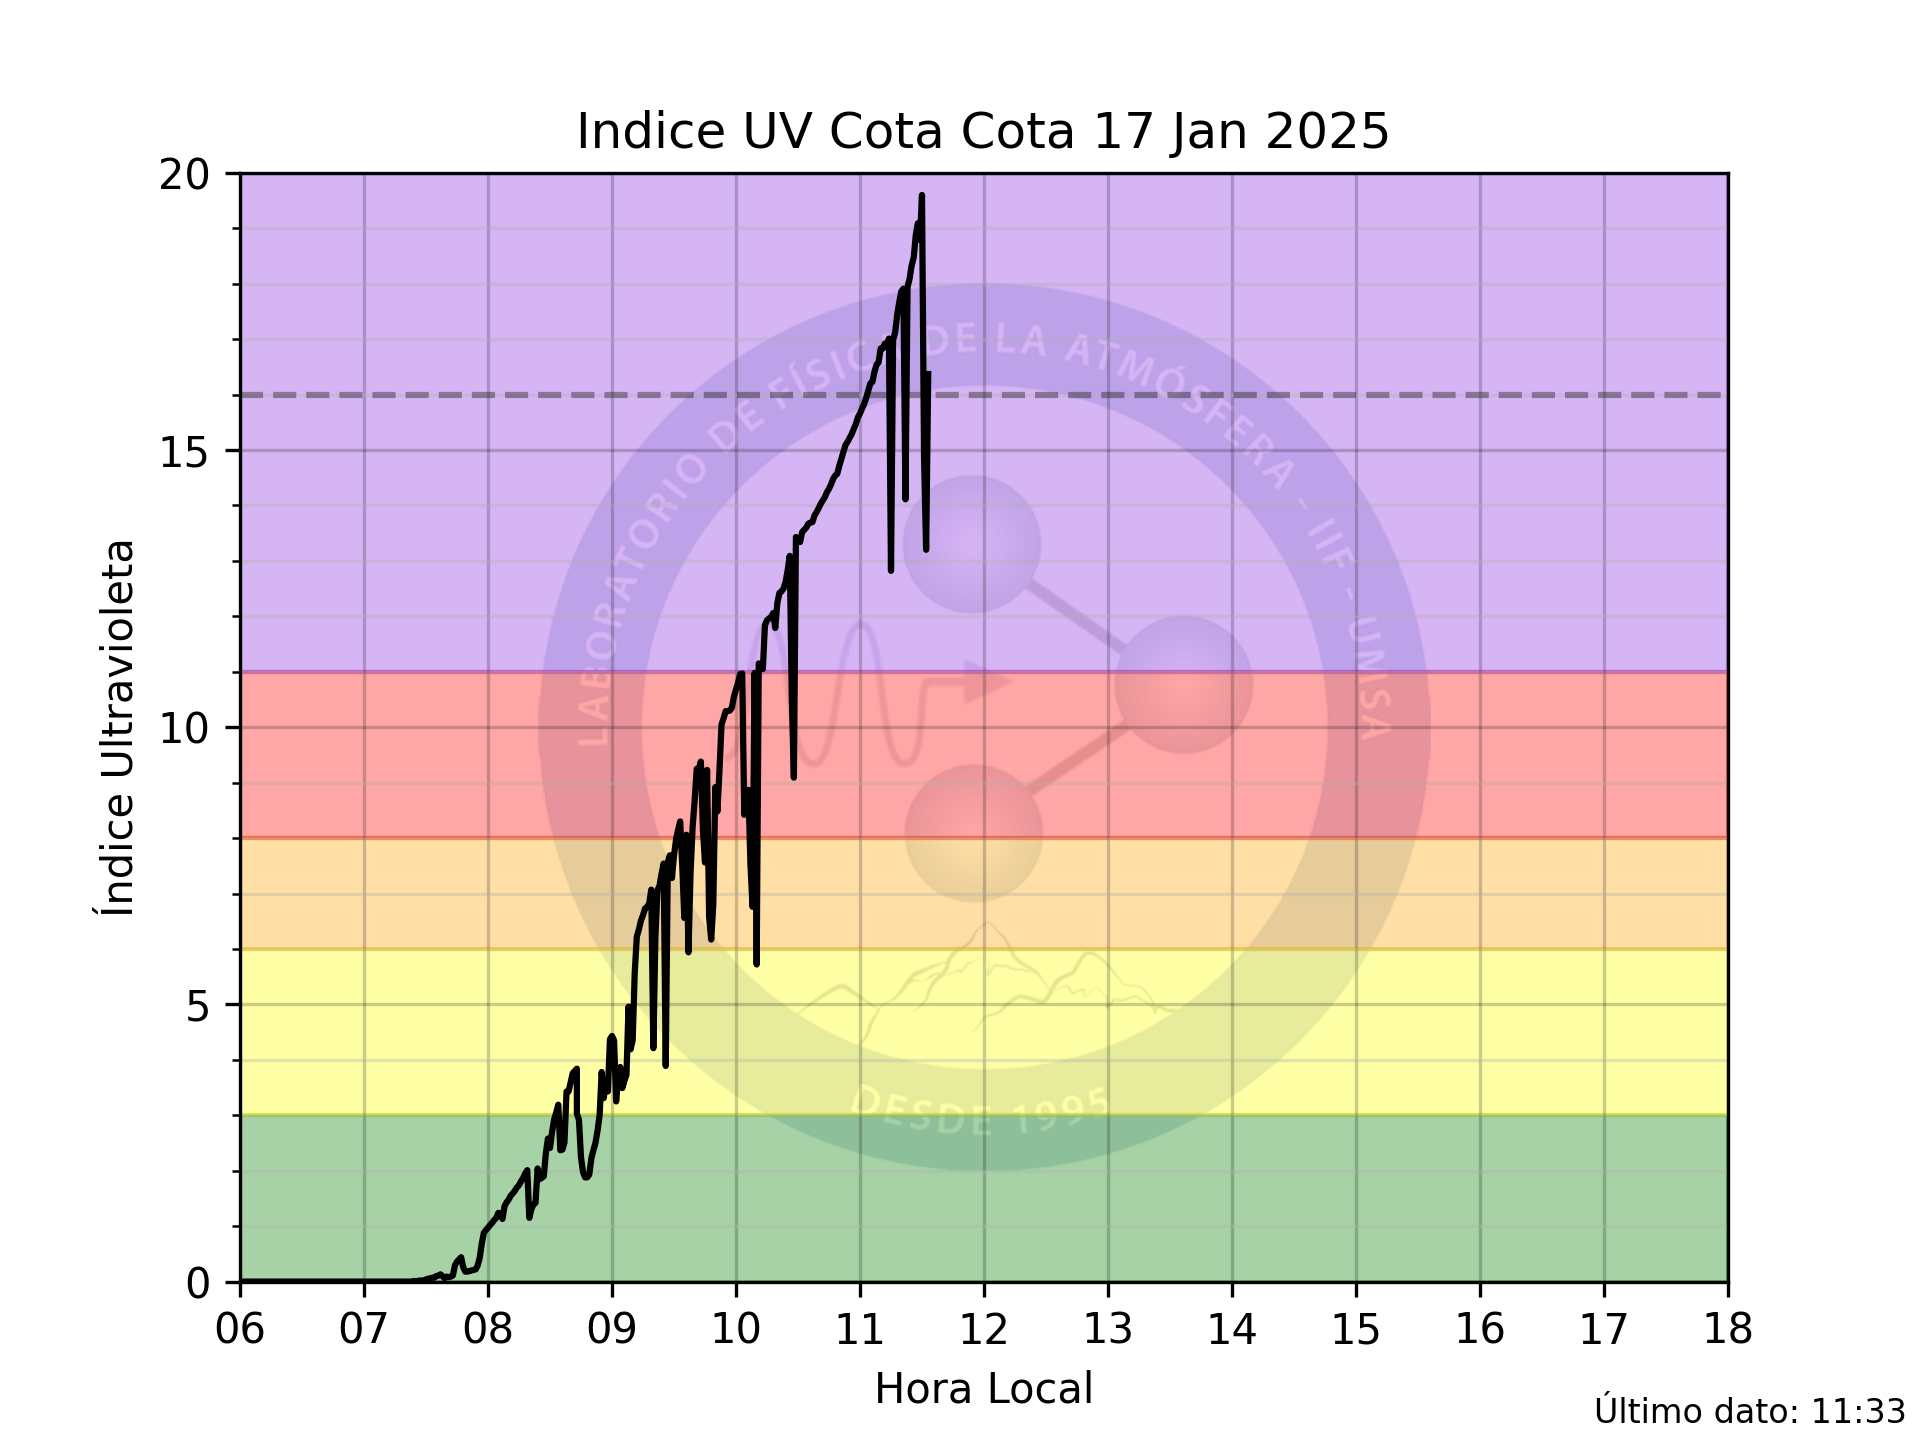 Indice UV Cota Cota 17 Jan 2025
20
15
10
5
0
Índice Ultravioleta
LABORATORIO DE FÍSICA DE LA ATMÓSFERA - IIF - UMSA
DESDE 1995
06 07 08 09 10 11 12 13 14 15 16 17 18
Hora Local
Último dato: 11:33